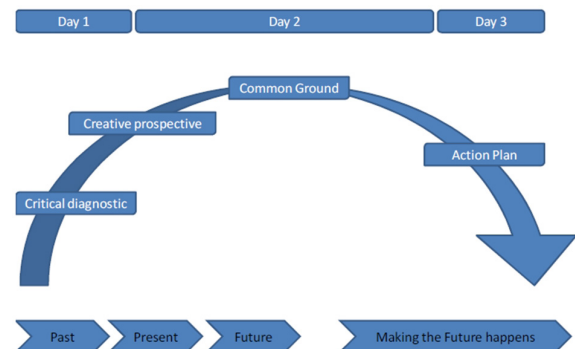 Day 1
Day 2
Day 3
Common Ground
Creative prospective
Action Plan
Critical diagnostic
Past
Present
Future
Making the Future happens